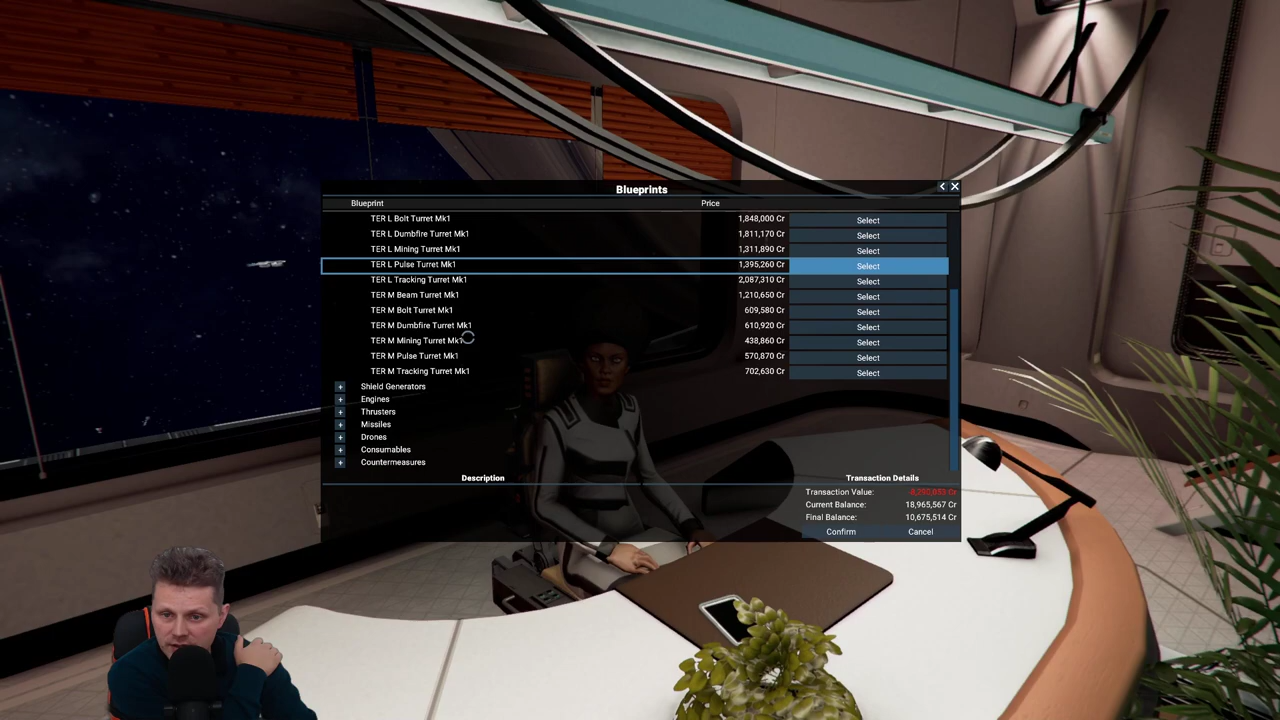 Blueprints
Blueprint Price
TER L Bolt Turret Mk1 1,848,000 Cr Select
TER L Dumbfire Turret Mk1 1,811,170 Cr Select
TER L Mining Turret Mk1 1,311,890 Cr Select
TER L Pulse Turret Mk1 1,395,260 Cr Select
TER L Tracking Turret Mk1 2,087,310 Cr Select
TER M Beam Turret Mk1 1,210,650 Cr Select
TER M Bolt Turret Mk1 609,580 Cr Select
TER M Dumbfire Turret Mk1 610,920 Cr Select
TER M Mining Turret Mk1 438,860 Cr Select
TER M Pulse Turret Mk1 570,870 Cr Select
TER M Tracking Turret Mk1 702,630 Cr Select
+ Shield Generators
+ Engines
+ Thrusters
+ Missiles
+ Drones
+ Consumables
+ Countermeasures
Description Transaction Details
Transaction Value:
Current Balance: 18,965,567 Cr
Final Balance: 10,675,514 Cr
Confirm Cancel